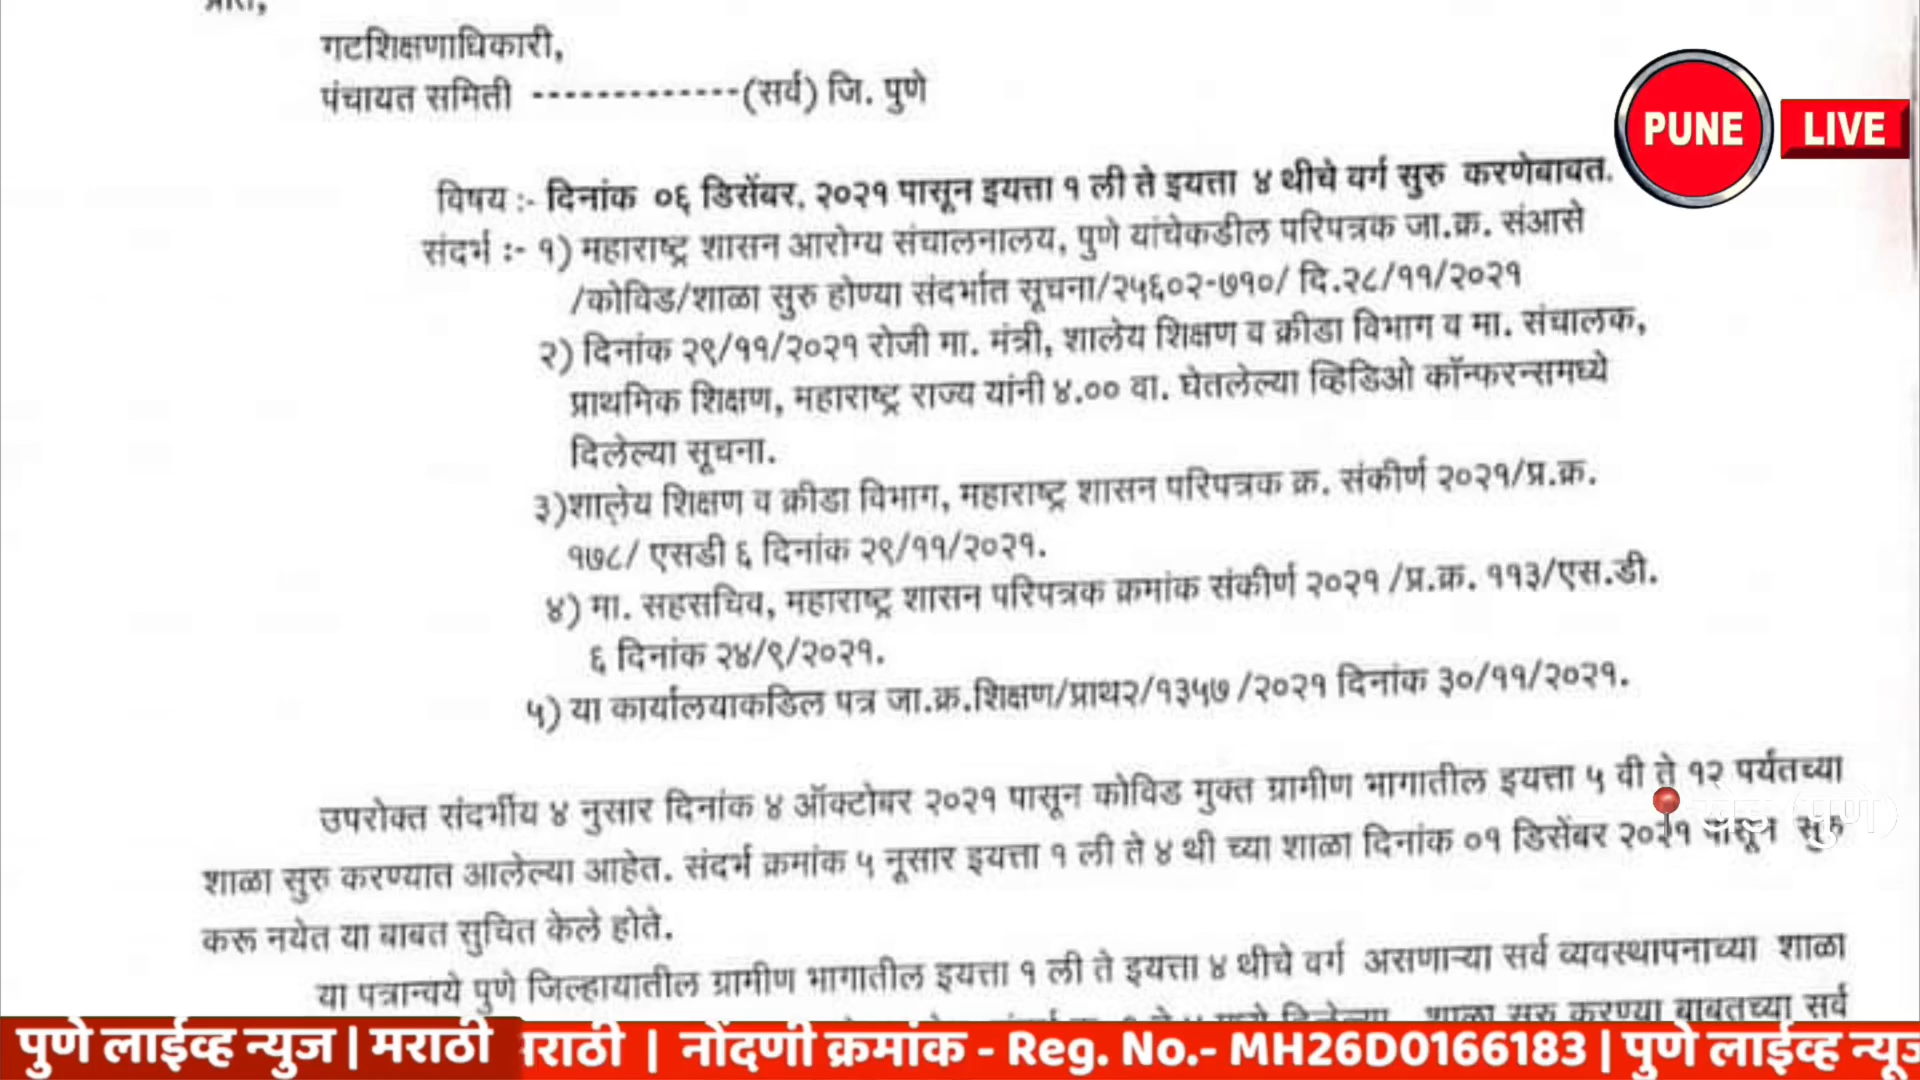 प्रति,
गटशिक्षणाधिकारी,
पंचायत समिती -------------(सर्व) जि. पुणे
PUNE LIVE
विषय :- दिनांक ०६ डिसेंबर. २०२१ पासून इयत्ता १ ली ते इयत्ता ४ थीचे वर्ग सुरु करणेबावत.
संदर्भ :- १) महाराष्ट्र शासन आरोग्य संचालनालय, पुणे यांचेकडील परिपत्रक जा.क्र. संआसे
/कोविड/शाळा सुरु होण्या संदर्भात सूचना/२५६०२-७१०/ दि.२८/११/२०२१
२) दिनांक २९/११/२०२१ रोजी मा. मंत्री, शालेय शिक्षण व क्रीडा विभाग व मा. संचालक,
प्राथमिक शिक्षण, महाराष्ट्र राज्य यांनी ४.०० वा. घेतलेल्या व्हिडिओ कॉन्फरन्समध्ये
दिलेल्या सूचना.
३)शालेय शिक्षण व क्रीडा विभाग, महाराष्ट्र शासन परिपत्रक क्र. संकीर्ण २०२१/प्र.क्र.
१७८/ एसडी ६ दिनांक २९/११/२०२१.
४) मा. सहसचिव, महाराष्ट्र शासन परिपत्रक क्रमांक संकीर्ण २०२१ /प्र.क्र. ११३/एस.डी.
६ दिनांक २४/९/२०२१.
५) या कार्यालयाकडिल पत्र जा.क्र.शिक्षण/प्राथ२/१३५७ /२०२१ दिनांक ३०/११/२०२१.
उपरोक्त संदर्भीय ४ नुसार दिनांक ४ ऑक्टोबर २०२१ पासून कोविड मुक्त ग्रामीण भागातील इयत्ता ५ वी ते १२ पर्यंतच्या
शाळा सुरु करण्यात आलेल्या आहेत. संदर्भ क्रमांक ५ नूसार इयत्ता १ ली ते ४ थी च्या शाळा दिनांक ०१ डिसेंबर २०२१ पासून सुरु
करू नयेत या बाबत सुचित केले होते.
या पत्रान्वये पुणे जिल्हायातील ग्रामीण भागातील इयत्ता १ ली ते इयत्ता ४ थीचे वर्ग असणाऱ्या सर्व व्यवस्थापनाच्या शाळा
शाळा सुरु करण्या बाबतच्या सर्व
पुणे लाईव्ह न्युज | मराठी मराठी | नोंदणी क्रमांक - Reg. No.- MH26D0166183 | पुणे लाईव्ह न्यूज